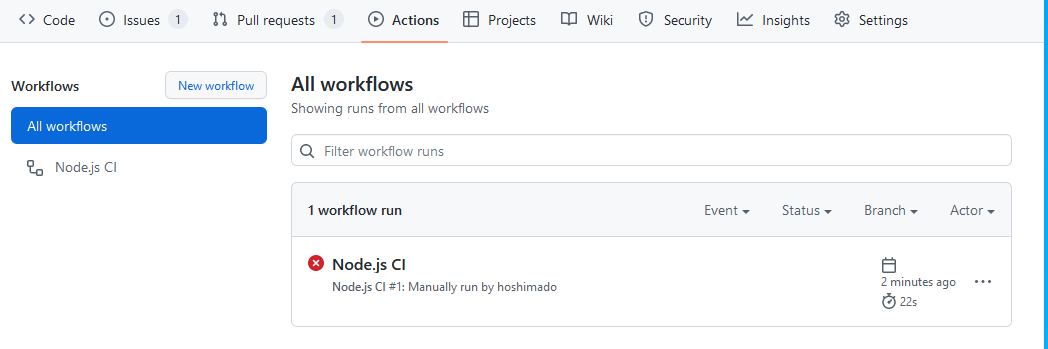 Code Issues 1 Pull requests 1 Actions Projects Wiki Security Insights Settings
Workflows
New workflow
All workflows
Node.js CI
All workflows
Showing runs from all workflows
Filter workflow runs
1 workflow run Event Status Branch Actor
Node.js CI
Node.js CI #1: Manually run by hoshimado
2 minutes ago
22s